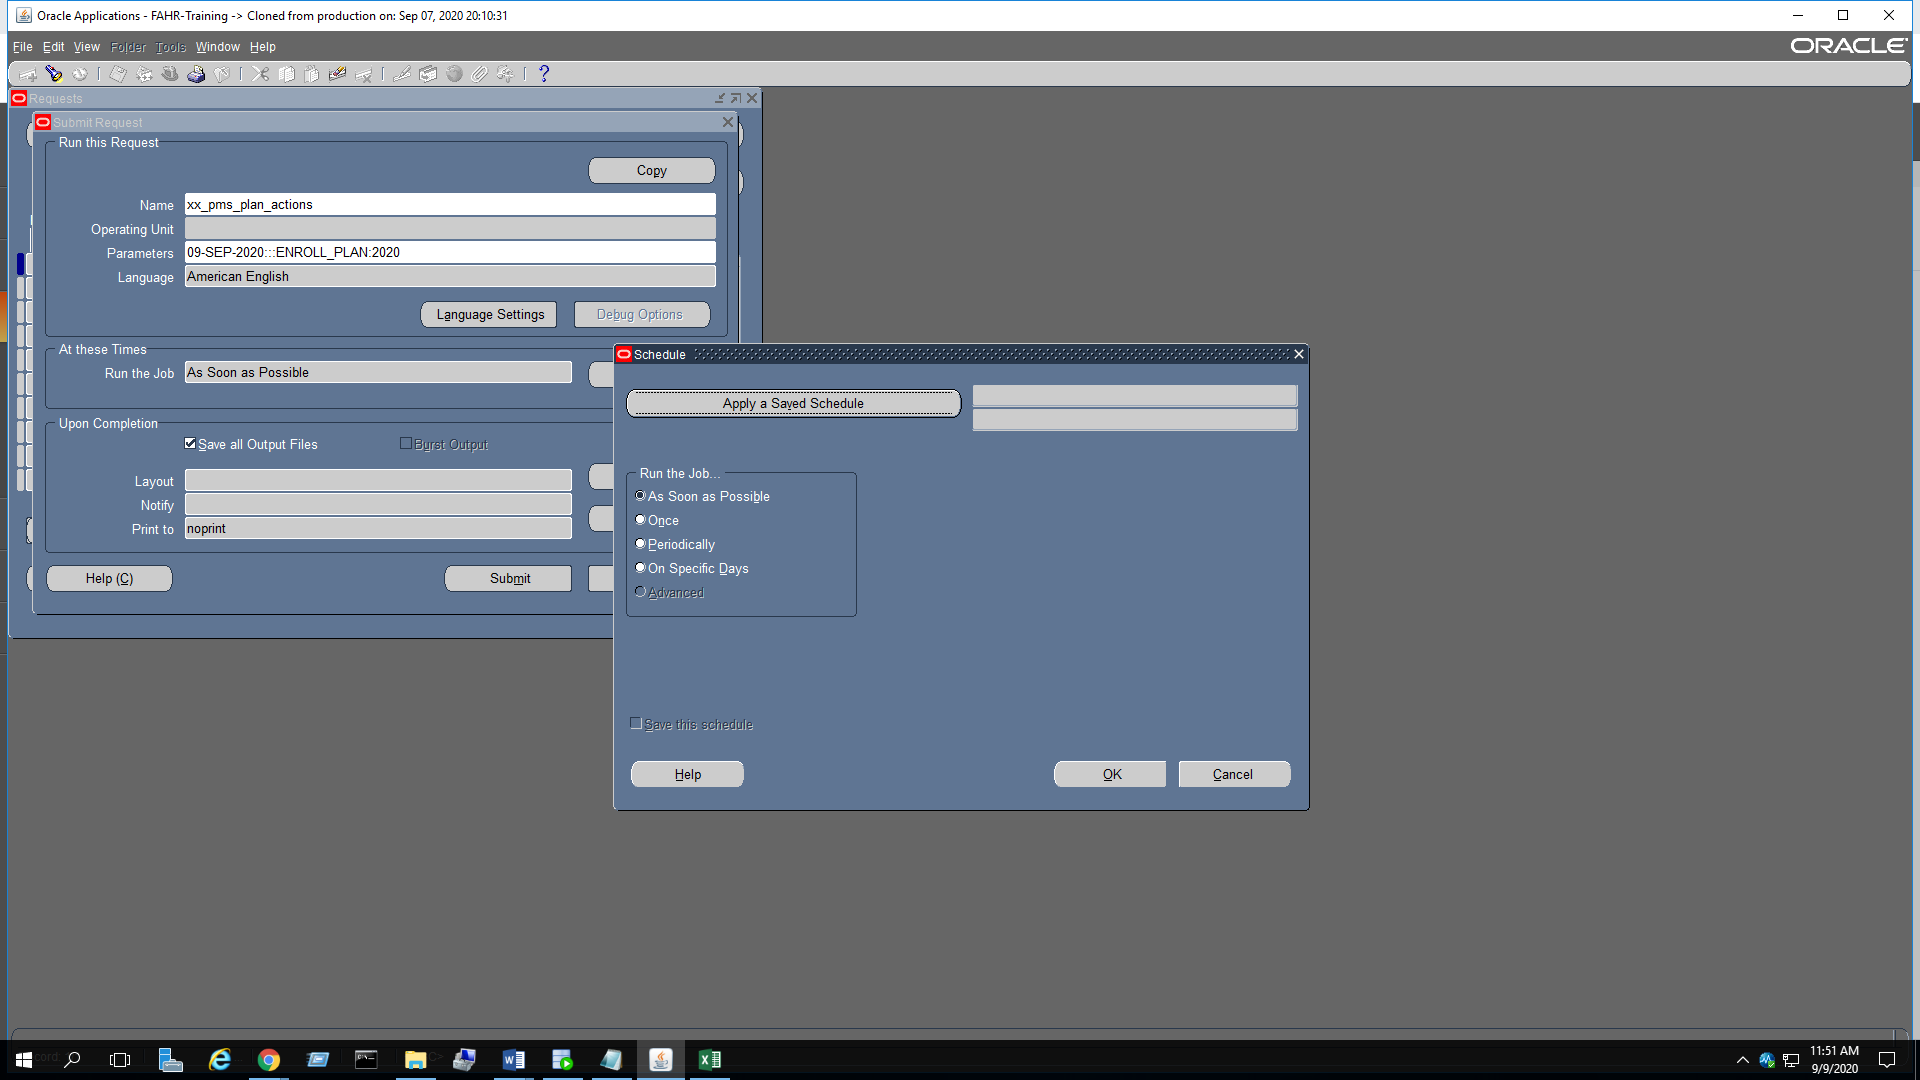 Oracle Applications - FAHR-Training -> Cloned from production on: Sep 07, 2020 20:10:31
File Edit View Folder Tools Window Help
ORACLE
Requests
Submit Request
Run this Request
Copy
Name xx_pms_plan_actions
Operating Unit
Parameters 09-SEP-2020:::ENROLL_PLAN:2020
Language American English
Language Settings Debug Options
At these Times
Run the Job As Soon as Possible
Upon Completion
Save all Output Files Burst Output
Layout
Notify
Print to noprint
Help (C) Submit
Schedule
Apply a Saved Schedule
Run the Job...
As Soon as Possible
Once
Periodically
On Specific Days
Advanced
Save this schedule
Help OK Cancel
11:51 AM
9/9/2020